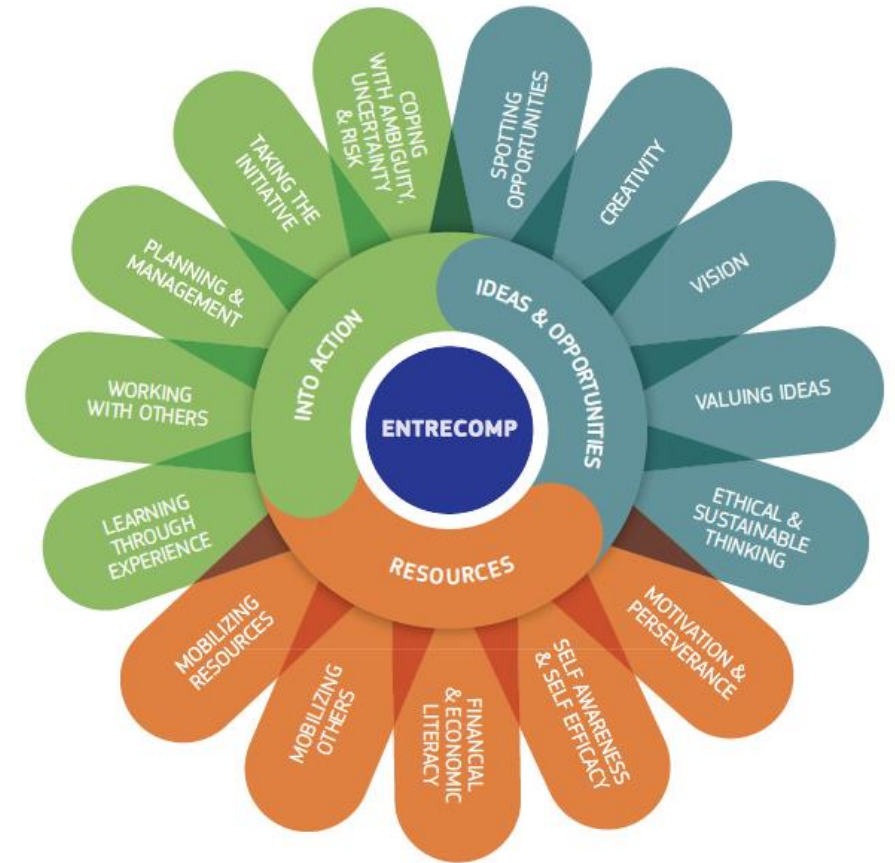 ENTRECOMP
IDEAS & OPPORTUNITIES
SPOTTING
OPPORTUNITIES
CREATIVITY
VISION
VALUING IDEAS
ETHICAL &
SUSTAINABLE
THINKING
RESOURCES
MOTIVATION &
PERSEVERANCE
SELF AWARENESS
& SELF EFFICACY
FINANCIAL
& ECONOMIC
LITERACY
MOBILIZING
OTHERS
MOBILIZING
RESOURCES
INTO ACTION
LEARNING
THROUGH
EXPERIENCE
WORKING
WITH OTHERS
PLANNING &
MANAGEMENT
TAKING THE
INITIATIVE
COPING
WITH AMBIGUITY,
UNCERTAINTY
& RISK